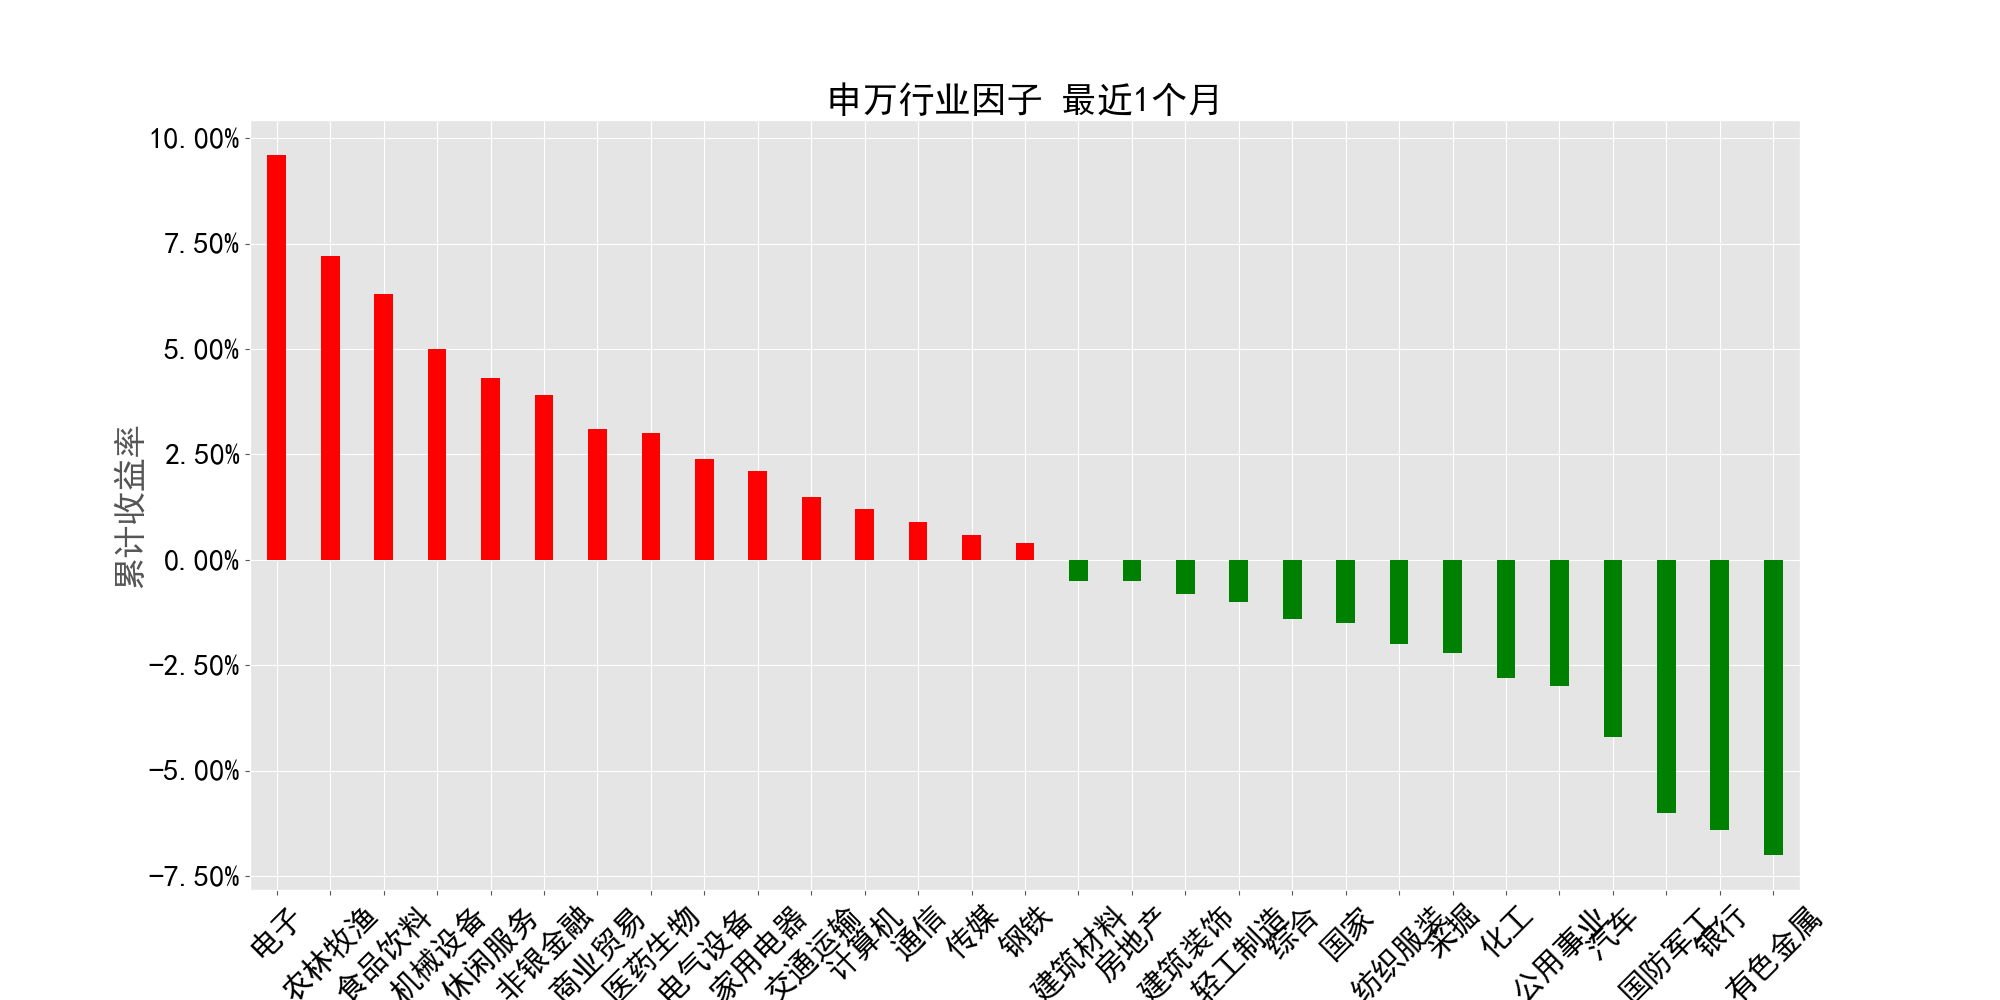 申万行业因子 最近1个月
累计收益率
10.00%
7.50%
5.00%
2.50%
0.00%
−2.50%
−5.00%
−7.50%
电子
农林牧渔
食品饮料
机械设备
休闲服务
非银金融
商业贸易
医药生物
电气设备
家用电器
交通运输
计算机
通信
传媒
钢铁
建筑材料
房地产
建筑装饰
轻工制造
综合
国家
纺织服装
采掘
化工
公用事业
汽车
国防军工
银行
有色金属